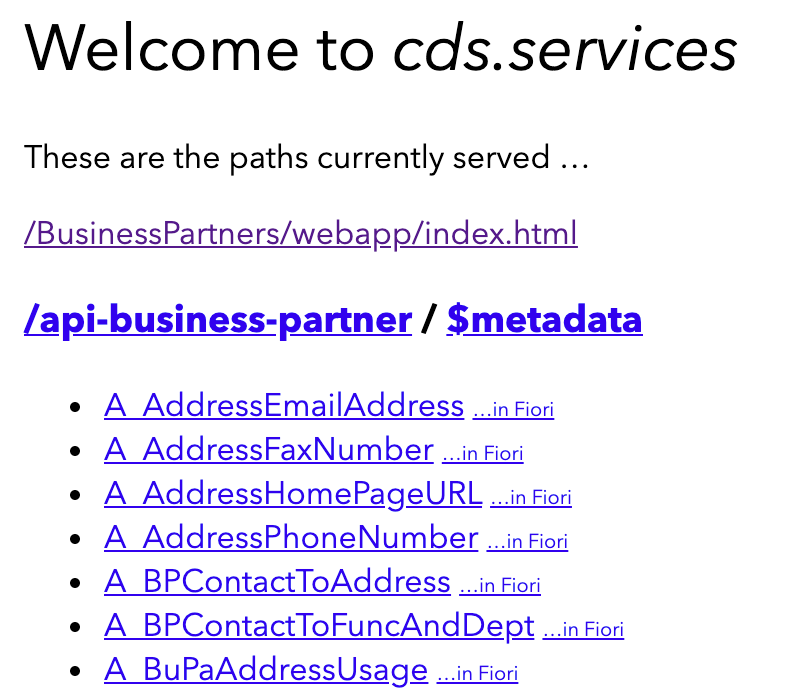 Welcome to cds.services
These are the paths currently served …
/BusinessPartners/webapp/index.html
/api-business-partner / $metadata
• A_AddressEmailAddress ...in Fiori
• A_AddressFaxNumber ...in Fiori
• A_AddressHomePageURL ...in Fiori
• A_AddressPhoneNumber ...in Fiori
• A_BPContactToAddress ...in Fiori
• A_BPContactToFuncAndDept ...in Fiori
• A_BuPaAddressUsage ...in Fiori